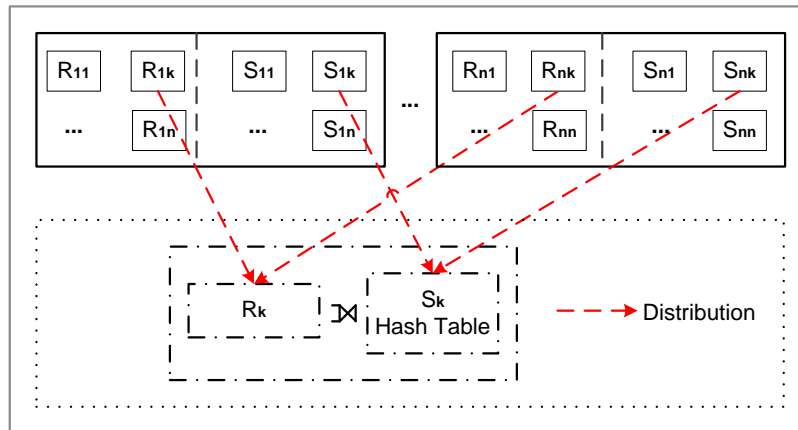 R11 R1k S11 S1k ... Rn1 Rnk Sn1 Snk
... R1n ... S1n ... Rnn ... Snn
Rk ⟕ Sk
Hash Table
Distribution